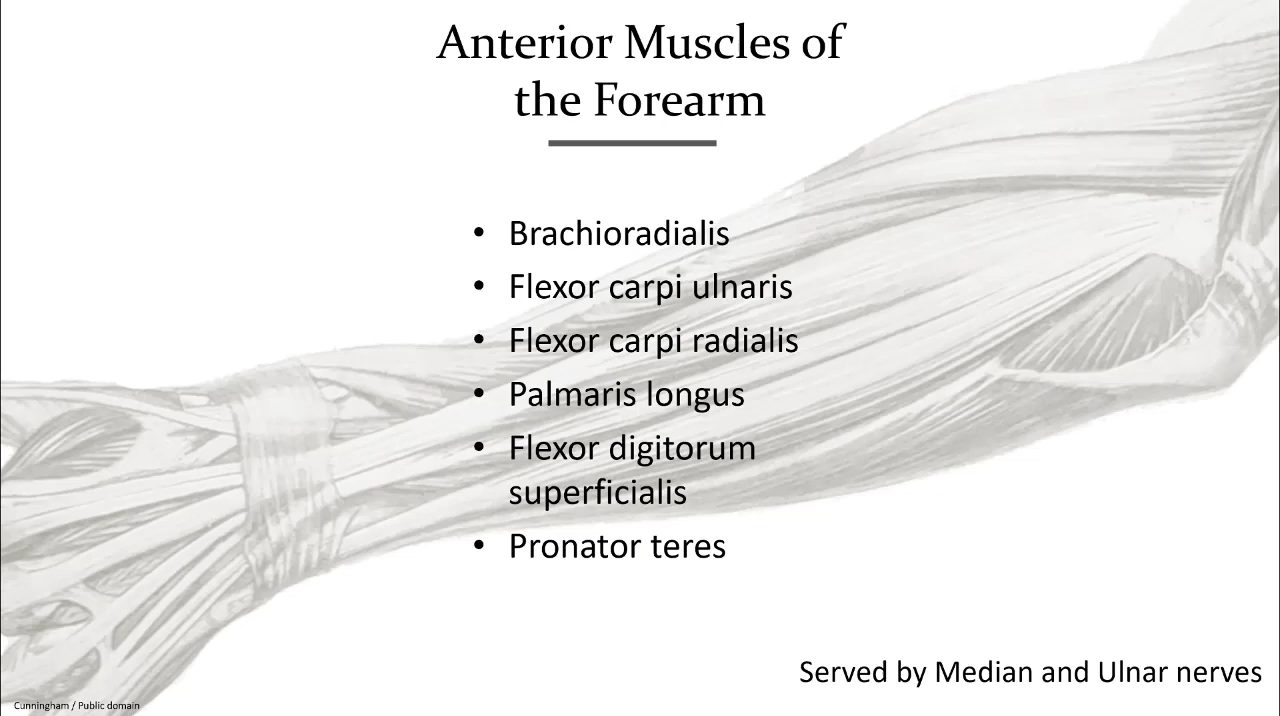 Anterior Muscles of
the Forearm
• Brachioradialis
• Flexor carpi ulnaris
• Flexor carpi radialis
• Palmaris longus
• Flexor digitorum
superficialis
• Pronator teres
Served by Median and Ulnar nerves
Cunningham / Public domain